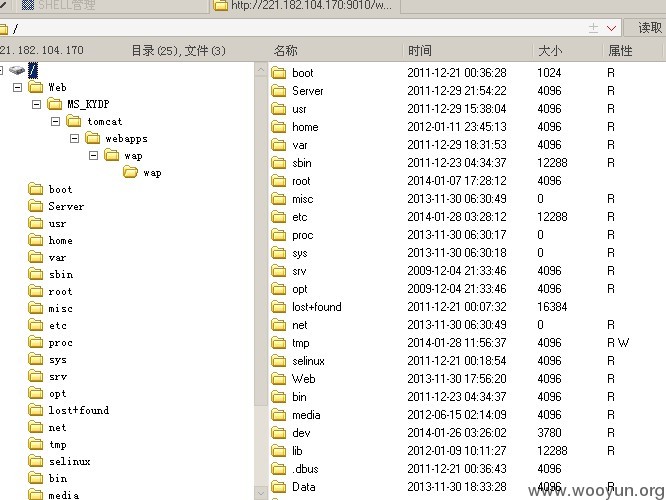 SHELL管理
http://221.182.104.170:9010/w...
/
读取
21.182.104.170 目录(25),文件(3) 名称 时间 大小 属性
/
Web
MS_KYDP
tomcat
webapps
wap
wap
boot
Server
usr
home
var
sbin
root
misc
etc
proc
sys
srv
opt
lost+found
net
tmp
selinux
bin
media
boot 2011-12-21 00:36:28 1024 R
Server 2011-12-29 21:54:22 4096 R
usr 2011-12-29 15:38:04 4096 R
home 2012-01-11 23:45:13 4096 R
var 2011-12-29 18:31:53 4096 R
sbin 2011-12-23 04:34:37 12288 R
root 2014-01-07 17:28:12 4096
misc 2013-11-30 06:30:49 0 R
etc 2014-01-28 03:28:12 12288 R
proc 2013-11-30 06:30:17 0 R
sys 2013-11-30 06:30:18 0 R
srv 2009-12-04 21:33:46 4096 R
opt 2009-12-04 21:33:46 4096 R
lost+found 2011-12-21 00:07:32 16384
net 2013-11-30 06:30:49 0 R
tmp 2014-01-28 11:56:37 4096 R W
selinux 2011-12-21 00:18:54 4096 R
Web 2013-11-30 17:56:20 4096 R
bin 2011-12-23 04:34:37 4096 R
media 2012-06-15 02:14:09 4096 R
dev 2014-01-26 03:26:02 3780 R
lib 2012-01-09 10:11:27 12288 R
.dbus 2011-12-21 00:36:43 4096
Data 2013-11-30 18:33:28 4096 R
www.wooyun.org